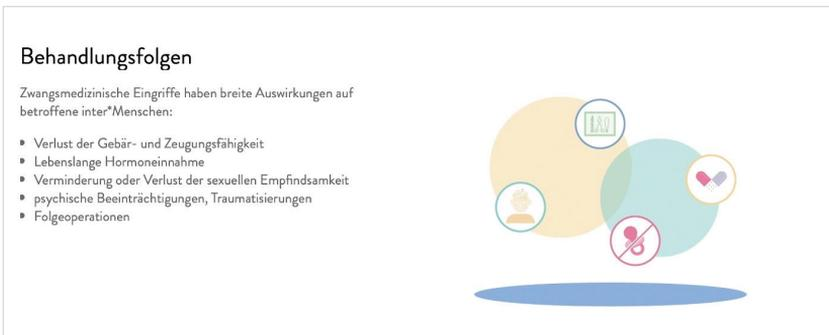 Behandlungsfolgen
Zwangsmedizinische Eingriffe haben breite Auswirkungen auf
betroffene inter*Menschen:
Verlust der Gebär- und Zeugungsfähigkeit
Lebenslange Hormoneinnahme
Verminderung oder Verlust der sexuellen Empfindsamkeit
psychische Beeinträchtigungen, Traumatisierungen
Folgeoperationen